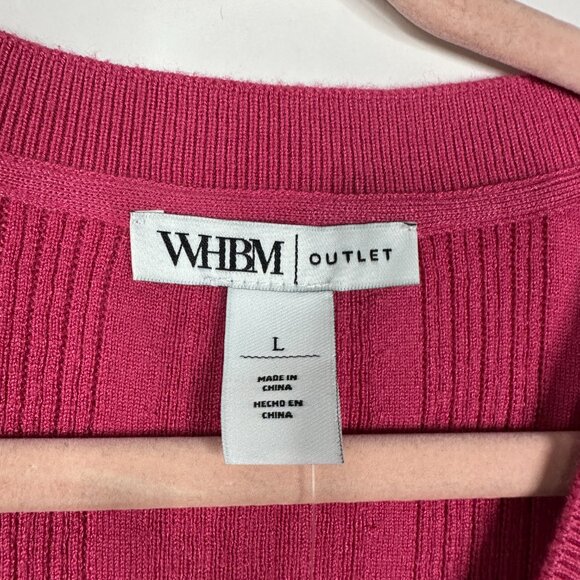 WHBM | OUTLET
L
MADE IN
CHINA
HECHO EN
CHINA